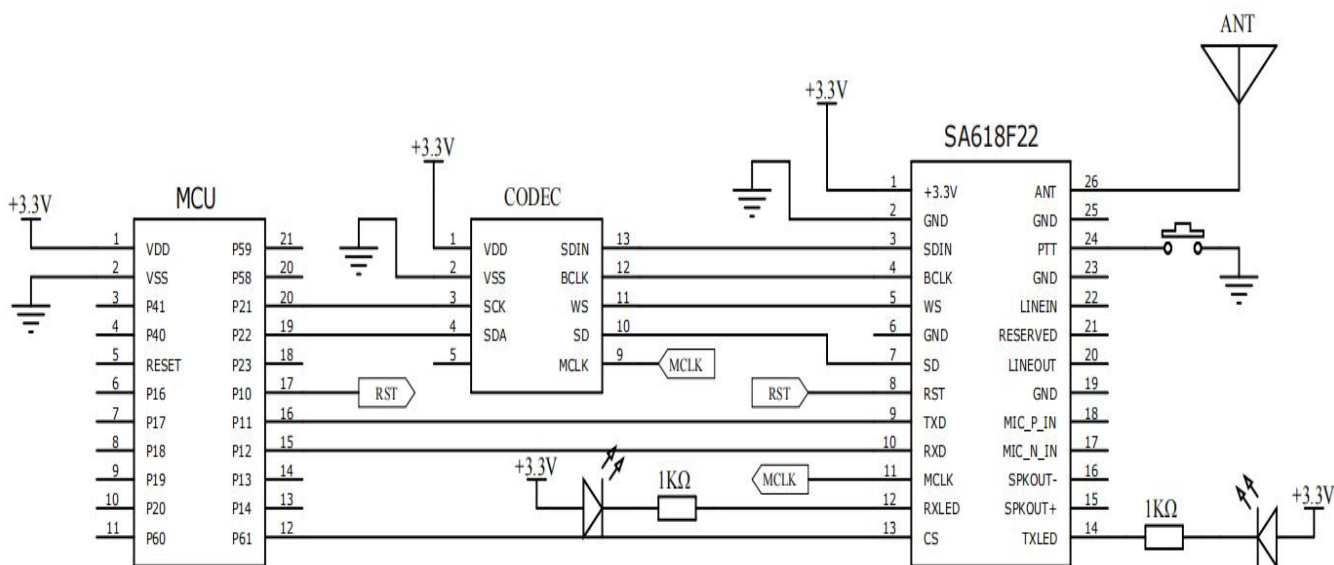 ANT
+3.3V
SA618F22
+3.3V
MCU
CODEC
+3.3V
1 VDD P59 21
2 VSS P58 20
3 P41 P21 20
4 P40 P22 19
5 RESET P23 18
6 P16 P10 17
7 P17 P11 16
8 P18 P12 15
9 P19 P13 14
10 P20 P14 13
11 P60 P61 12
RST
1 VDD SDIN 13
2 VSS BCLK 12
3 SCK WS 11
4 SDA SD 10
5 MCLK 9
MCLK
RST
MCLK
+3.3V
1KΩ
1 +3.3V ANT 26
2 GND GND 25
3 SDIN PTT 24
4 BCLK GND 23
5 WS LINEIN 22
6 GND RESERVED 21
7 SD LINEOUT 20
8 RST GND 19
9 TXD MIC_P_IN 18
10 RXD MIC_N_IN 17
11 MCLK SPKOUT- 16
12 RXLED SPKOUT+ 15
13 CS TXLED 14
1KΩ
+3.3V